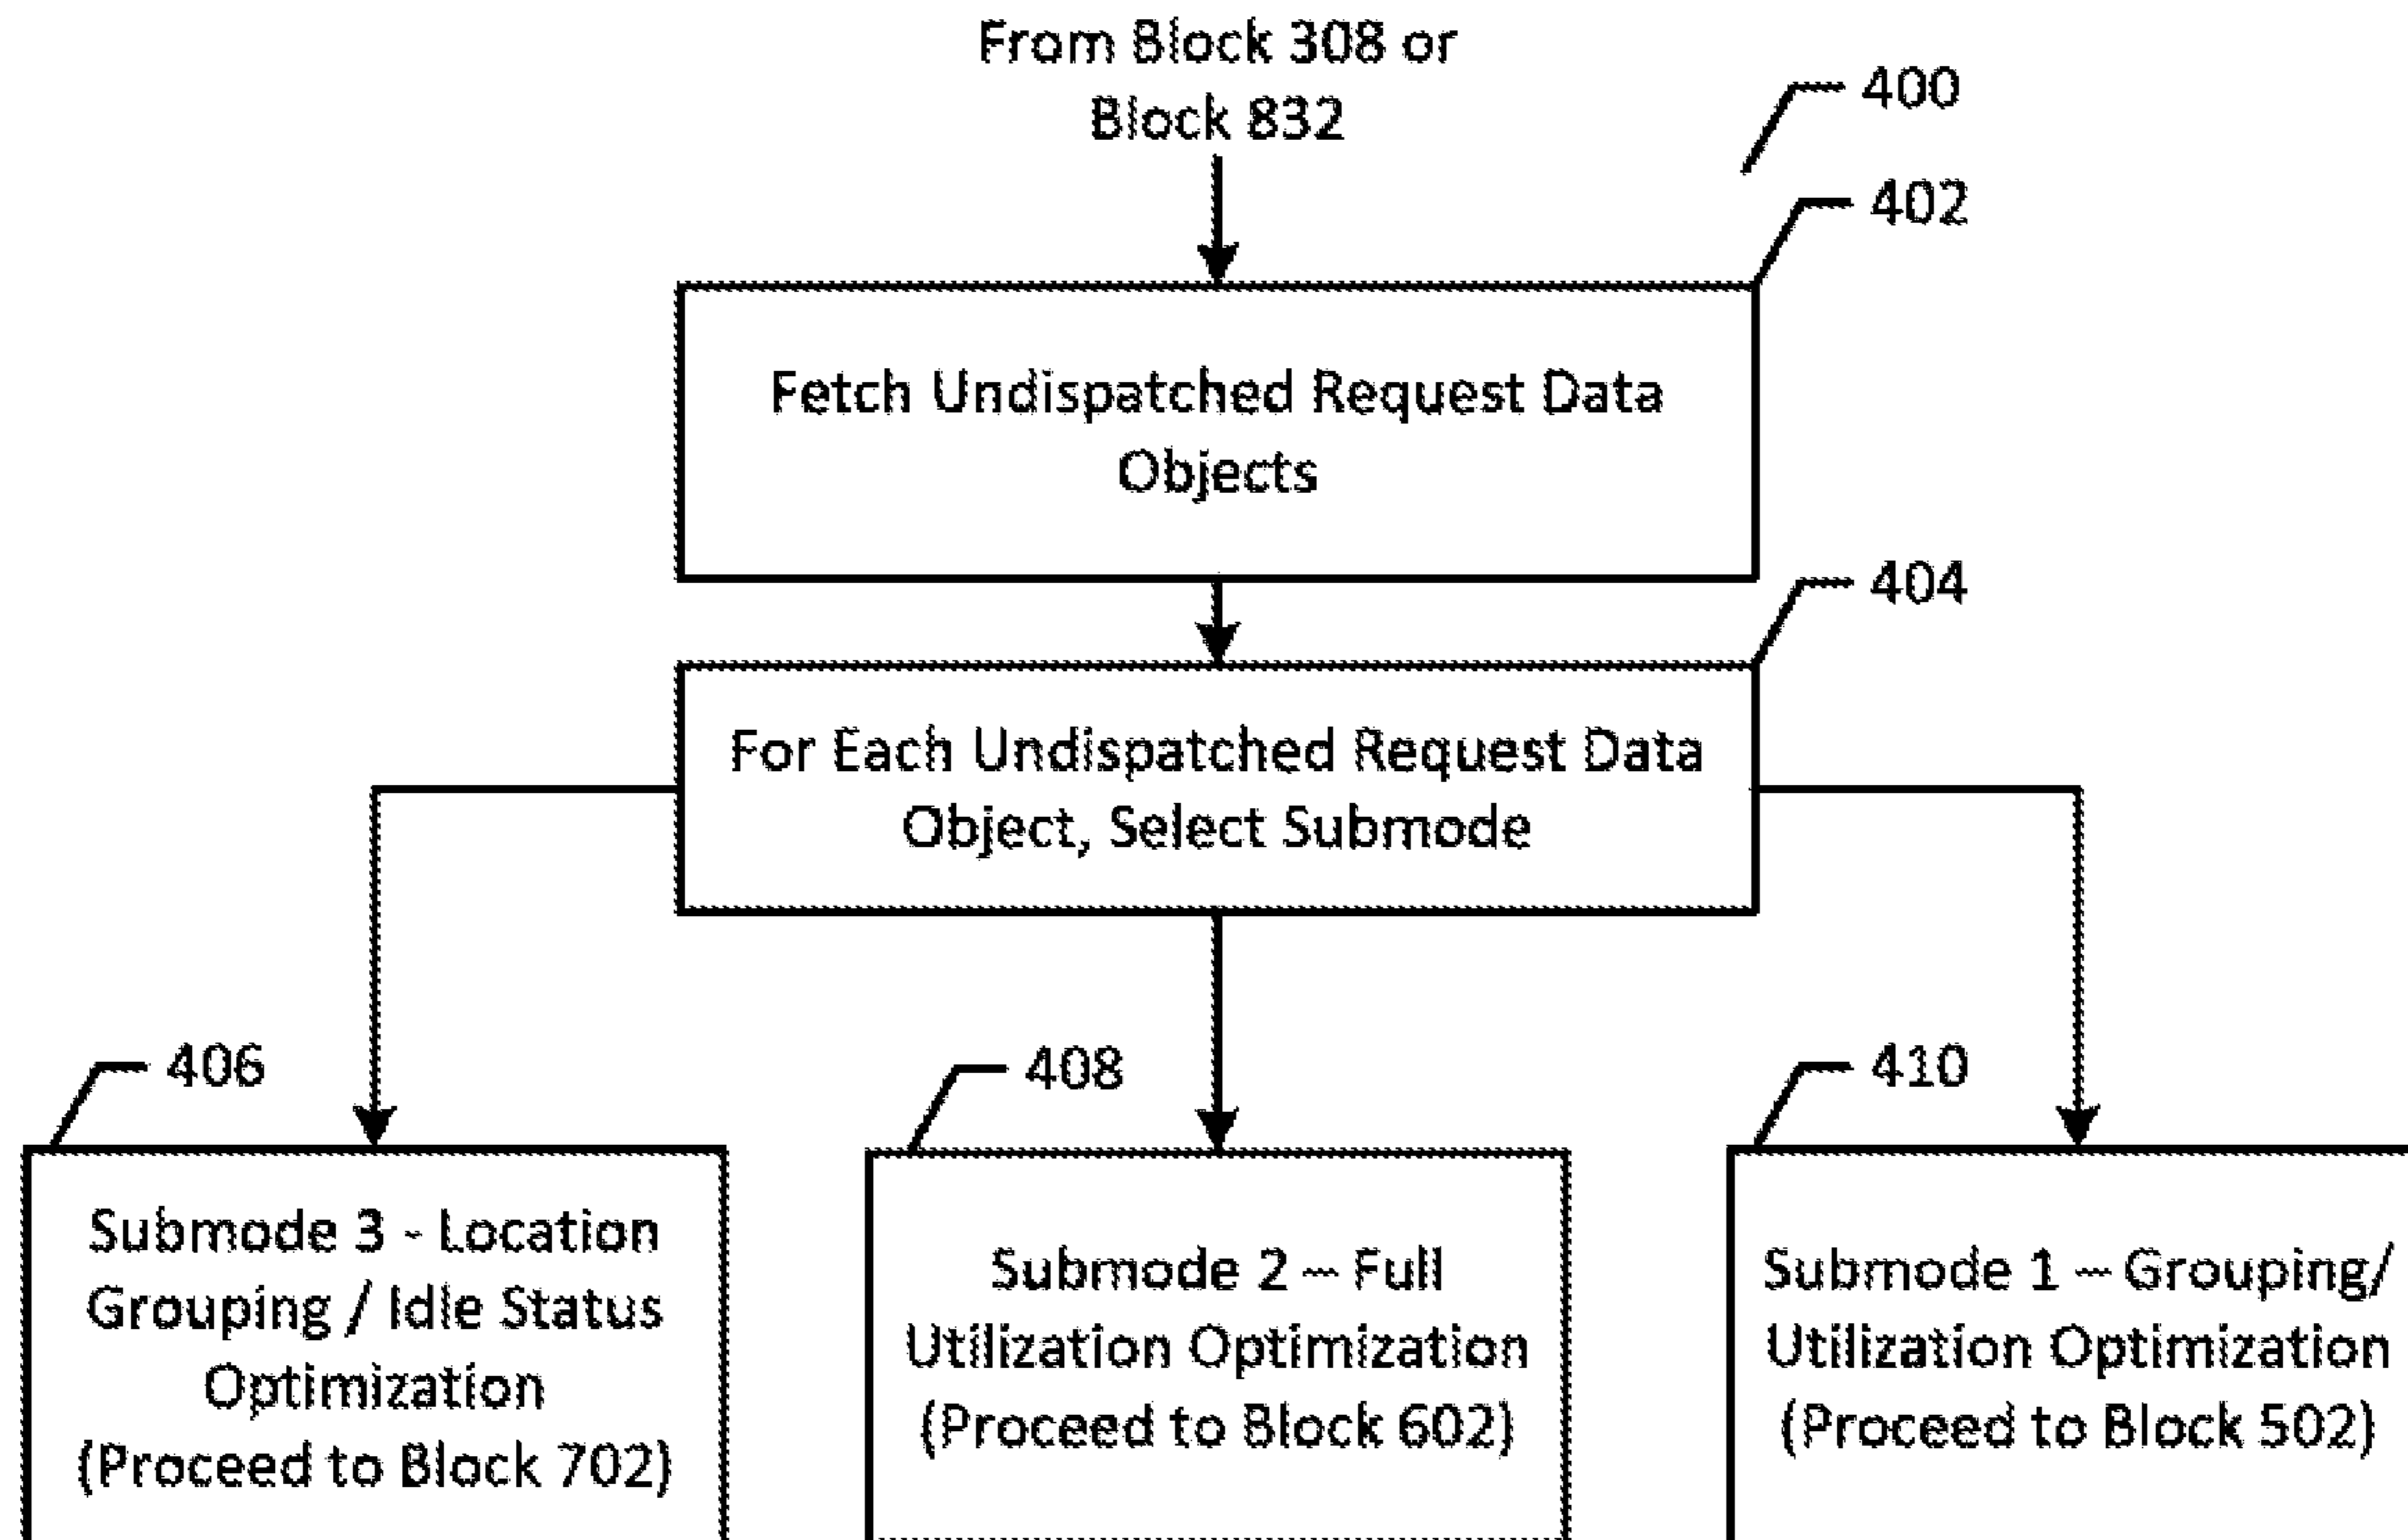 From Block 308 or
Block 832
400
402
Fetch Undispatched Request Data
Objects
404
For Each Undispatched Request Data
Object, Select Submode
406
408
410
Submode 3 - Location
Grouping / Idle Status
Optimization
(Proceed to Block 702)
Submode 2 – Full
Utilization Optimization
(Proceed to Block 602)
Submode 1 – Grouping/
Utilization Optimization
(Proceed to Block 502)